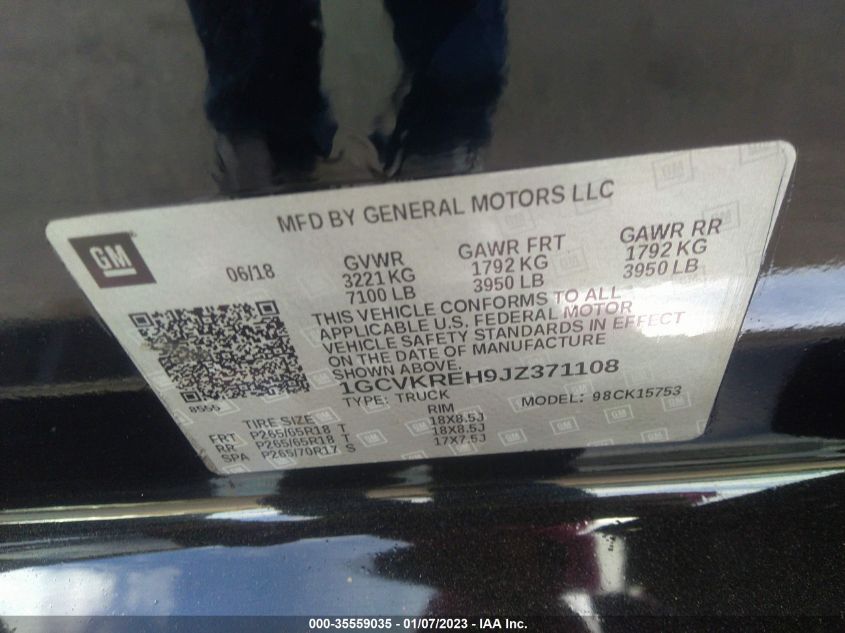 MFD BY GENERAL MOTORS LLC
GM
06/18 GVWR GAWR FRT GAWR RR
3221 KG 1792 KG 1792 KG
7100 LB 3950 LB 3950 LB
THIS VEHICLE CONFORMS TO ALL
APPLICABLE U.S. FEDERAL MOTOR
VEHICLE SAFETY STANDARDS IN EFFECT
ON THE DATE OF MANUFACTURE
SHOWN ABOVE.
1GCVKREH9JZ371108
8555
TYPE: TRUCK MODEL: 98CK15753
TIRE SIZE RIM
FRT P265/65R18 T 18X8.5J
RR P265/65R18 T 18X8.5J
SPA P265/70R17 S 17X7.5J
000-35559035 - 01/07/2023 - IAA Inc.